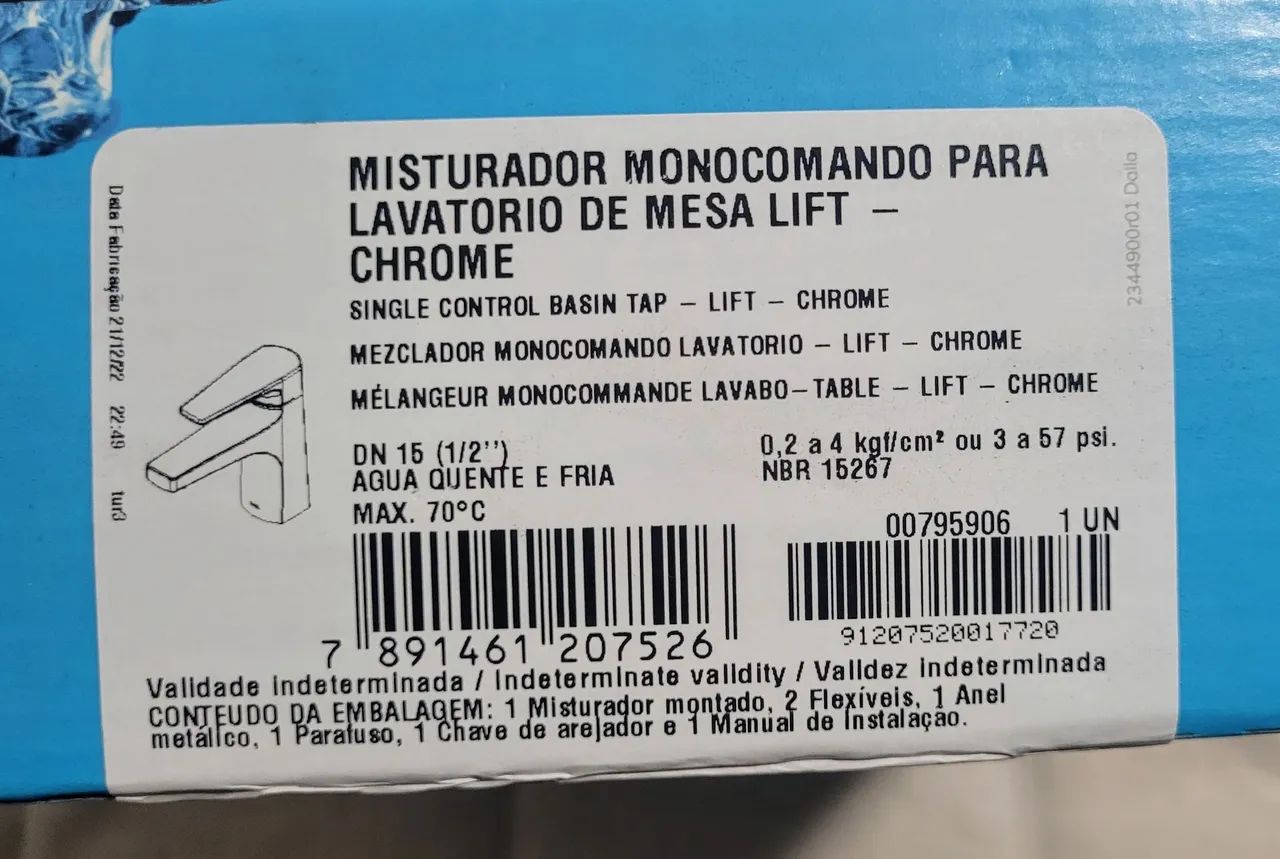 MISTURADOR MONOCOMANDO PARA
LAVATORIO DE MESA LIFT –
CHROME
SINGLE CONTROL BASIN TAP – LIFT – CHROME
MEZCLADOR MONOCOMANDO LAVATORIO – LIFT – CHROME
MÉLANGEUR MONOCOMMANDE LAVABO–TABLE – LIFT – CHROME
DN 15 (1/2'')
AGUA QUENTE E FRIA
MAX. 70°C
0,2 a 4 kgf/cm² ou 3 a 57 psi.
NBR 15267
00795906 1 UN
7 891461 207526
91207520017720
Validade indeterminada / Indeterminate validity / Validez indeterminada
CONTEUDO DA EMBALAGEM: 1 Misturador montado, 2 Flexíveis, 1 Anel
metálico, 1 Parafuso, 1 Chave de arejador e 1 Manual de Instalação.
Data Fabricação 21/12/22 22:49 tur3
2344900r01 Dallo